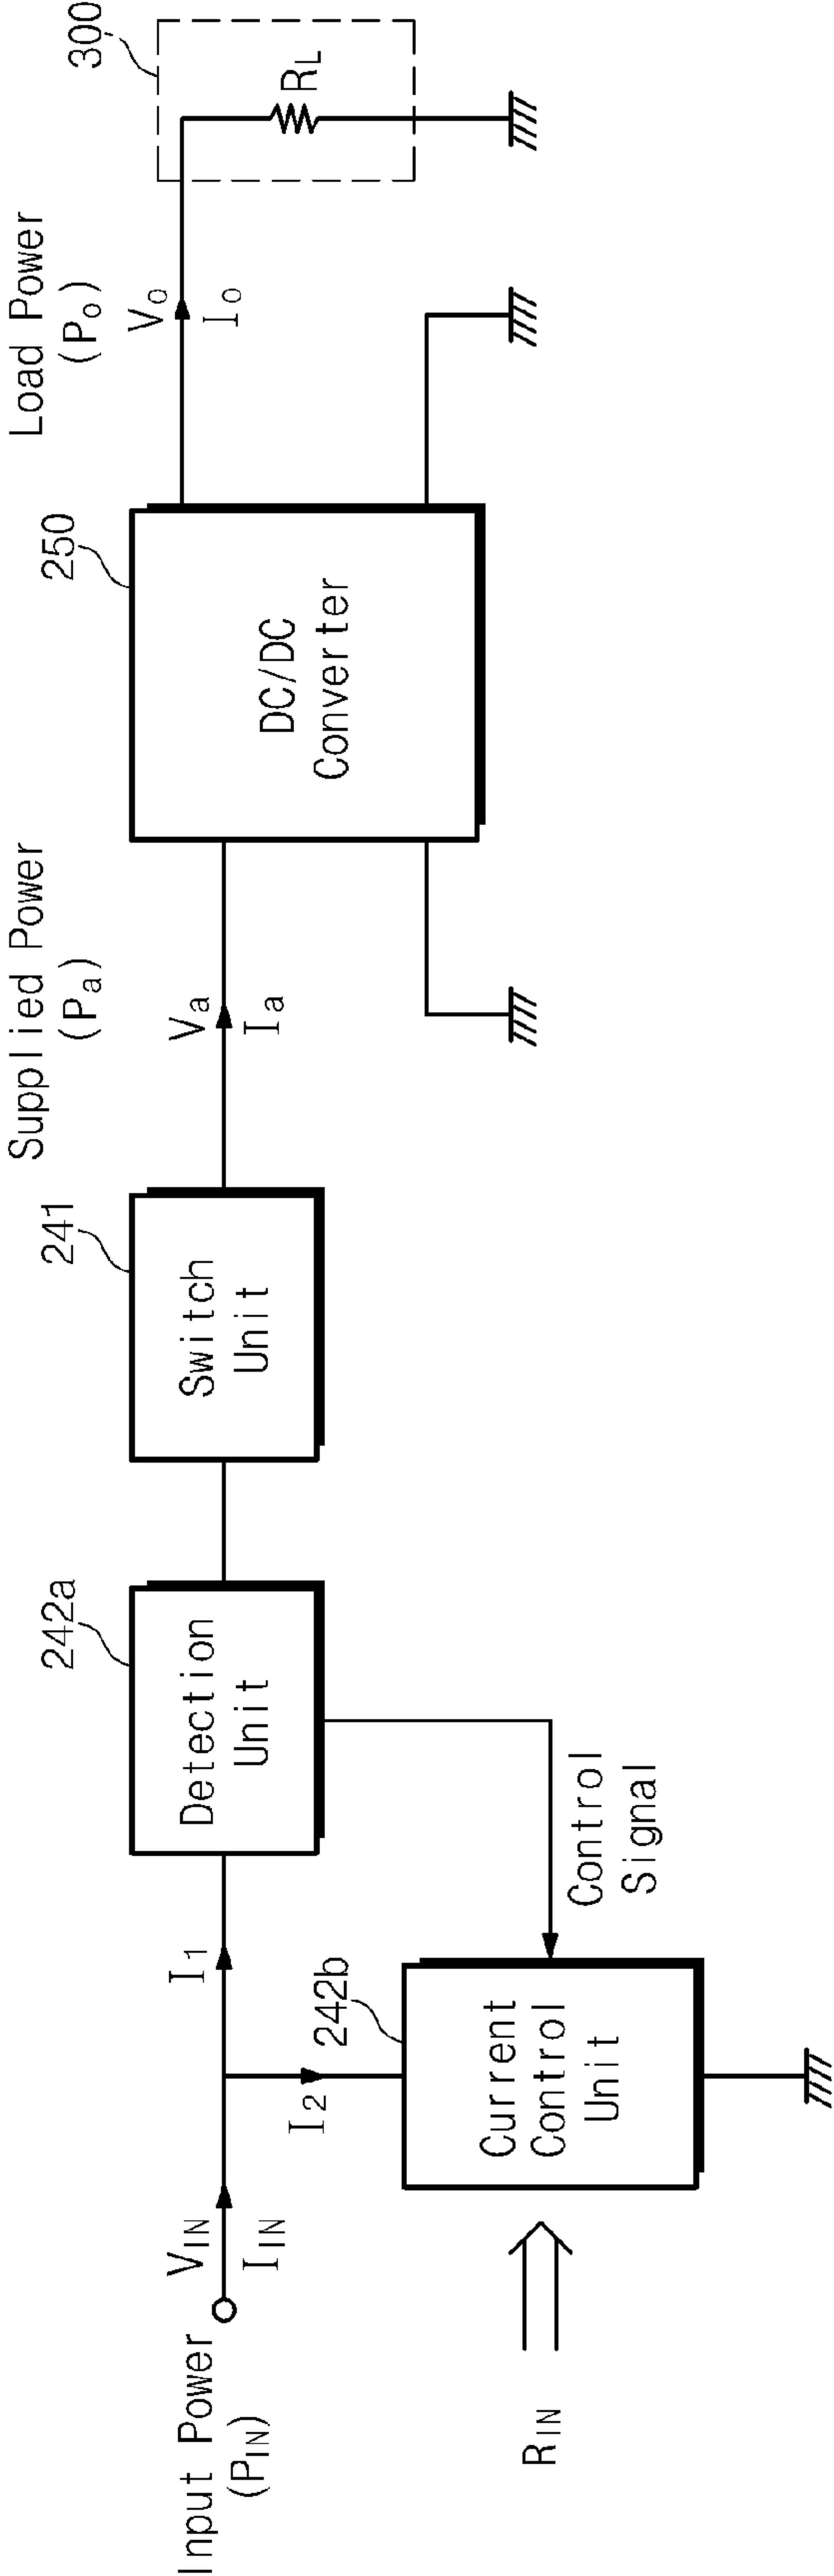 Input Power
(PIN)
VIN
IIN
RIN
I1
I2
242b
Current
Control
Unit
Control
Signal
242a
Detection
Unit
241
Switch
Unit
Supplied Power
(Pa)
Va
Ia
250
DC/DC
Converter
Load Power
(Po)
Vo
Io
300
RL